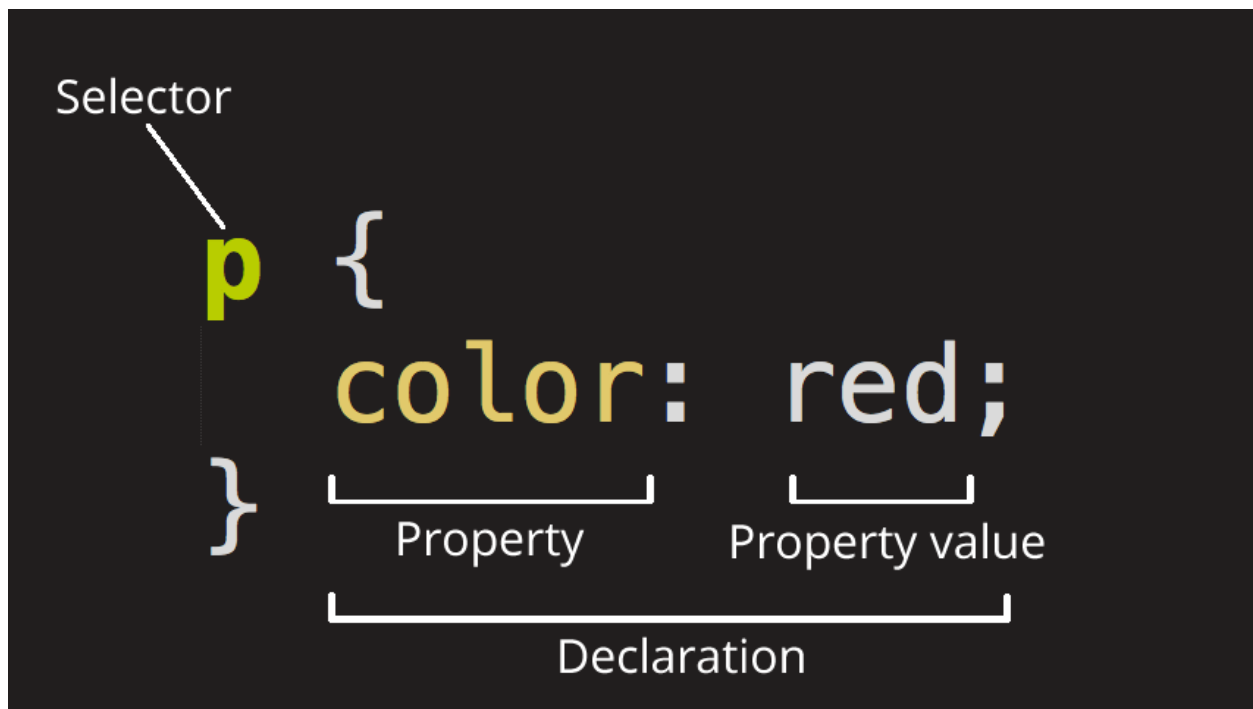 Selector
p {
color: red;
}
Property Property value
Declaration